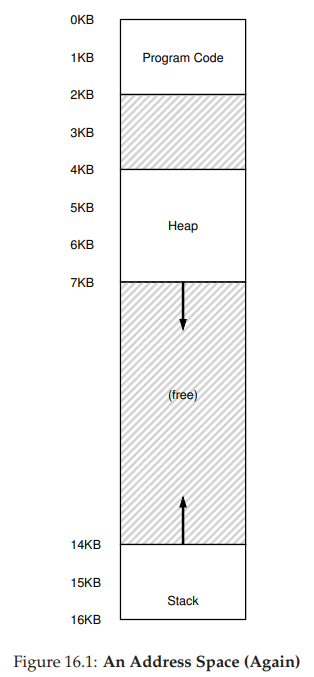 0KB
1KB
Program Code
2KB
3KB
4KB
5KB
Heap
6KB
7KB
(free)
14KB
15KB
Stack
16KB
Figure 16.1: An Address Space (Again)